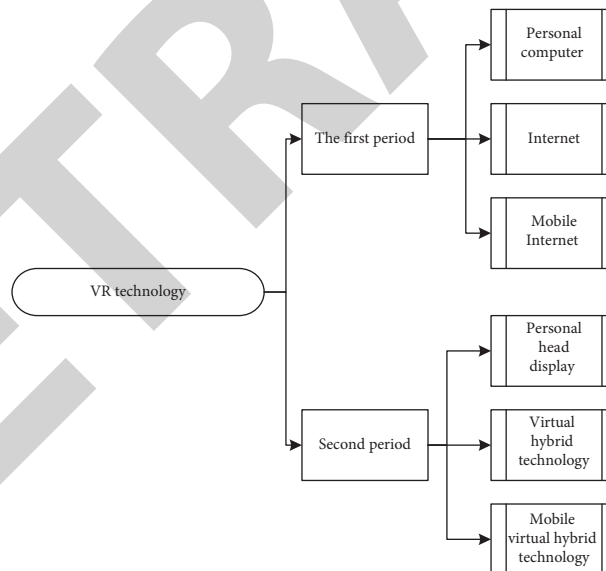 Personal
computer
The first period
Internet
Mobile
Internet
VR technology
Personal
head
display
Second period
Virtual
hybrid
technology
Mobile
virtual hybrid
technology